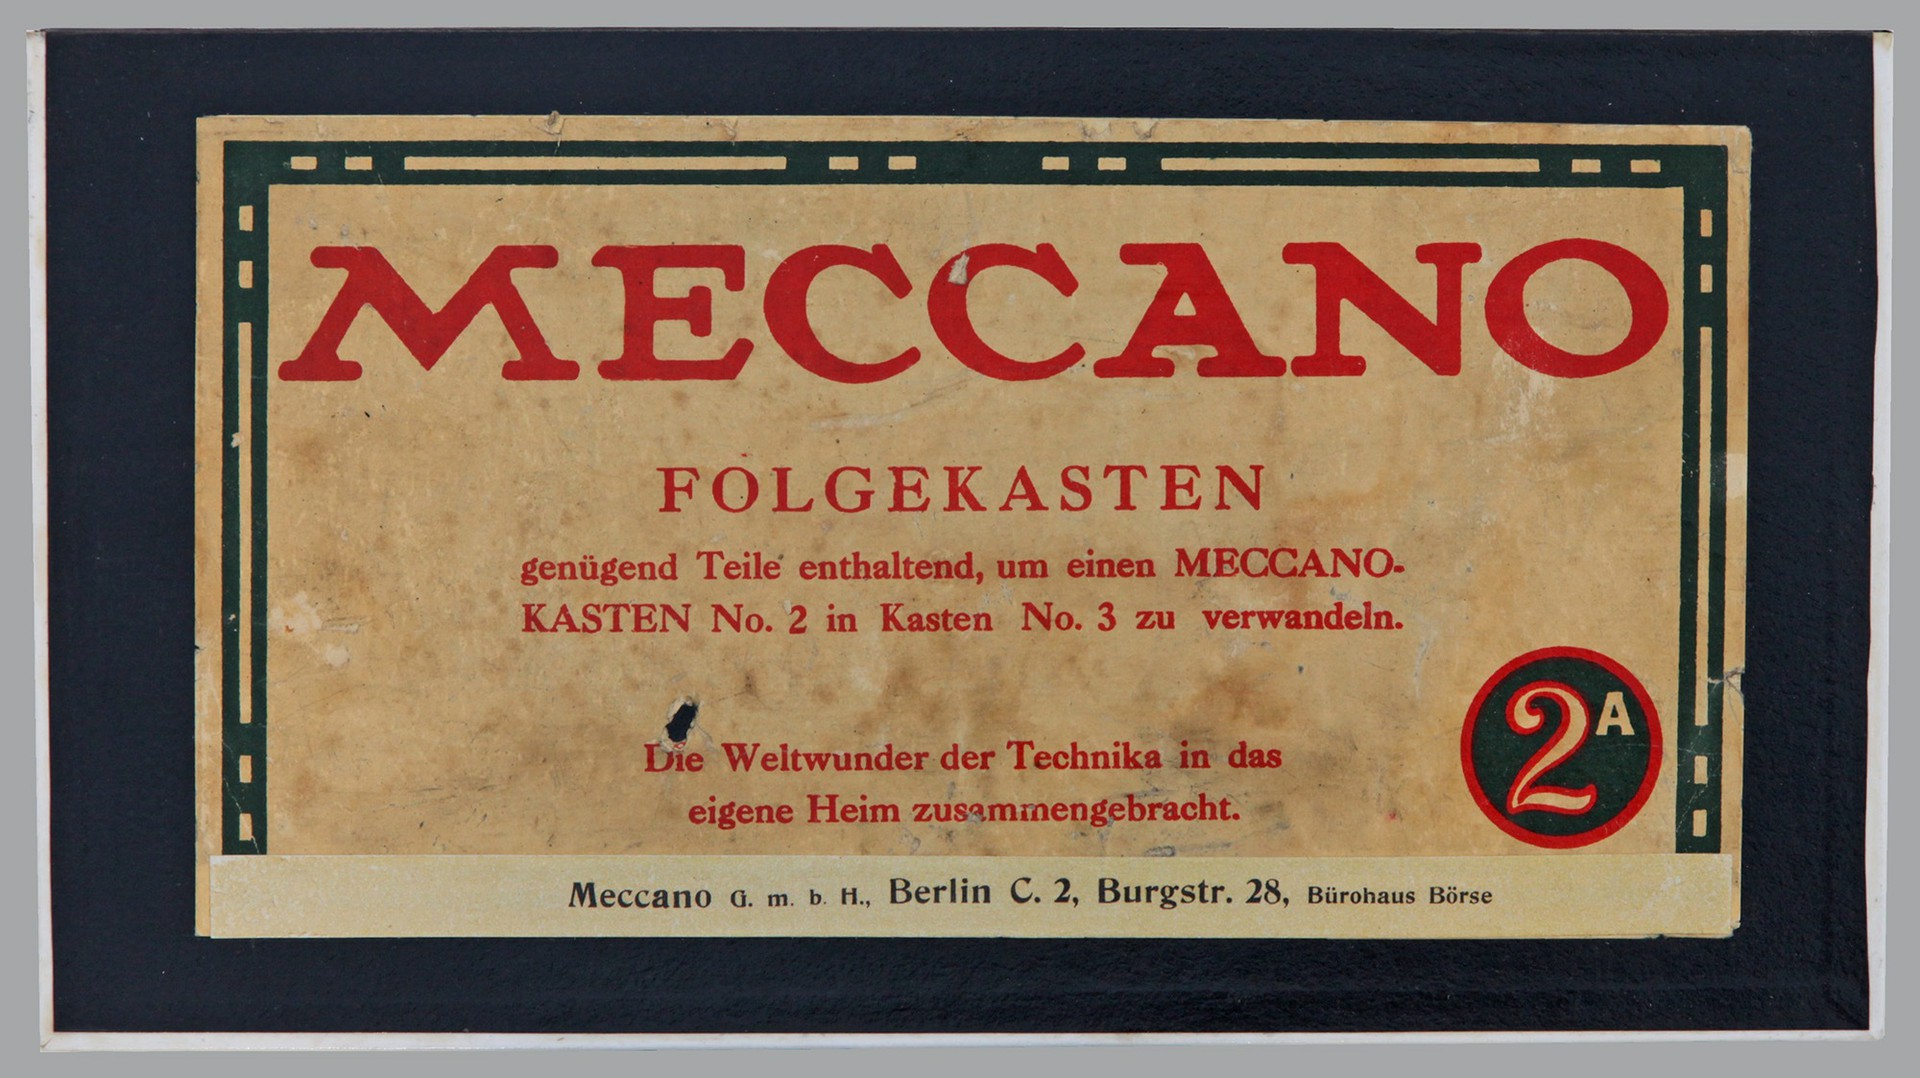 MECCANO
FOLGEKASTEN
genügend Teile enthaltend, um einen MECCANO-
KASTEN No. 2 in Kasten No. 3 zu verwandeln.
Die Weltwunder der Technika in das
eigene Heim zusammengebracht.
2A
Meccano G. m. b. H., Berlin C. 2, Burgstr. 28, Bürohaus Börse